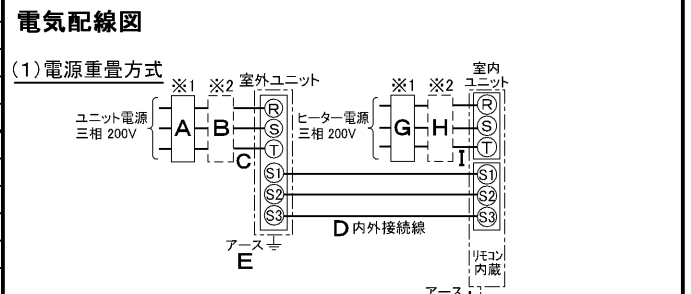 電気配線図
(1)電源重畳方式
※1 ※2 室外ユニット
ユニット電源
三相 200V
A B
R
S
T
C
S1
S2
S3
アース
E
D 内外接続線
※1 ※2 室内
ユニット
ヒーター電源
三相 200V
G H
R
S
T
I
S1
S2
S3
リモコン
内蔵
アース